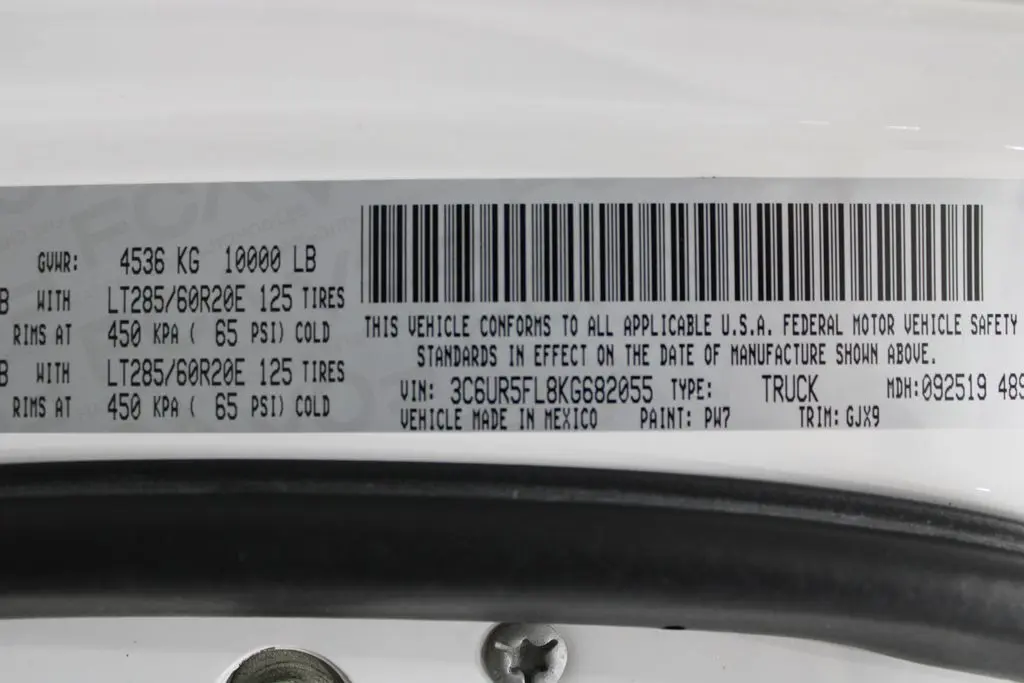 GVWR: 4536 KG 10000 LB
B WITH LT285/60R20E 125 TIRES
RIMS AT 450 KPA ( 65 PSI) COLD
B WITH LT285/60R20E 125 TIRES
RIMS AT 450 KPA ( 65 PSI) COLD
THIS VEHICLE CONFORMS TO ALL APPLICABLE U.S.A. FEDERAL MOTOR VEHICLE SAFETY
STANDARDS IN EFFECT ON THE DATE OF MANUFACTURE SHOWN ABOVE.
VIN: 3C6UR5FL8KG682055 TYPE: TRUCK MDH:092519 489
VEHICLE MADE IN MEXICO PAINT: PW7 TRIM: GJX9